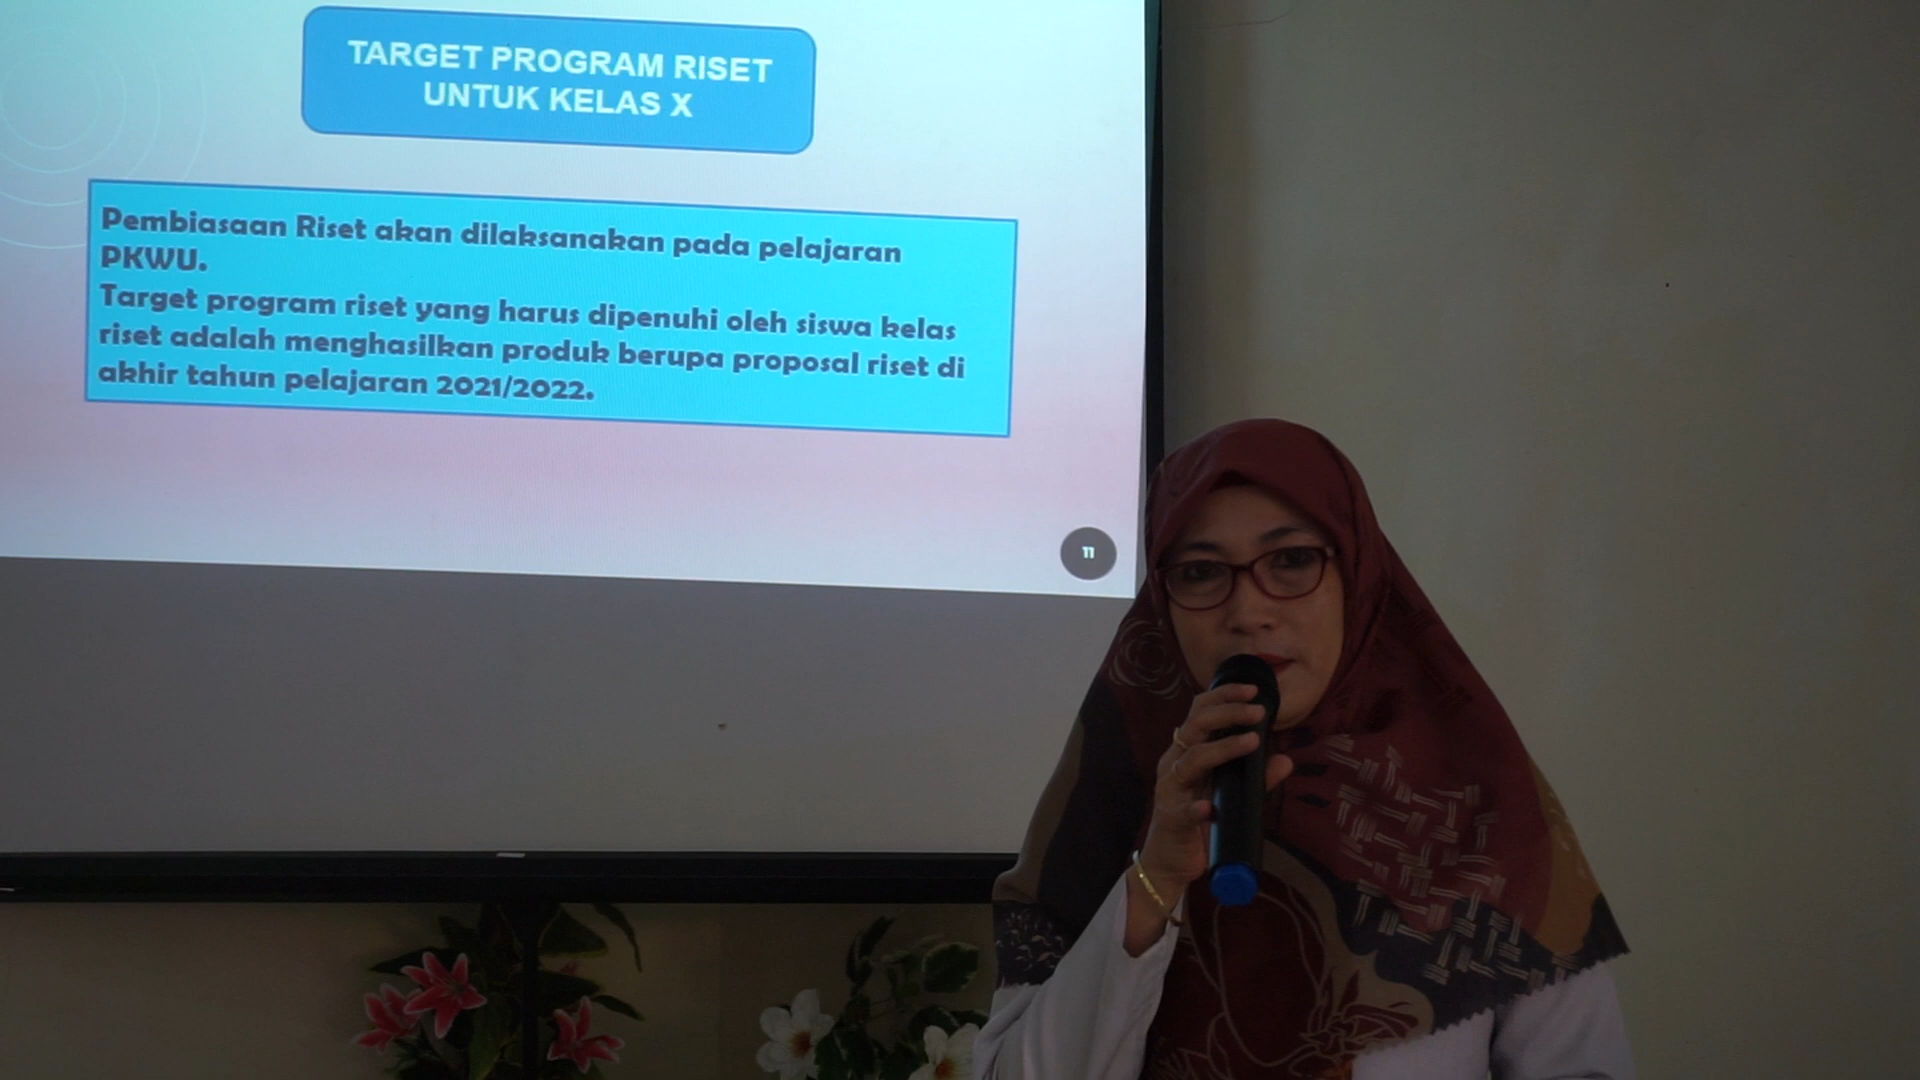 TARGET PROGRAM RISET
UNTUK KELAS X
Pembiasaan Riset akan dilaksanakan pada pelajaran
PKWU.
Target program riset yang harus dipenuhi oleh siswa kelas
riset adalah menghasilkan produk berupa proposal riset di
akhir tahun pelajaran 2021/2022.
11